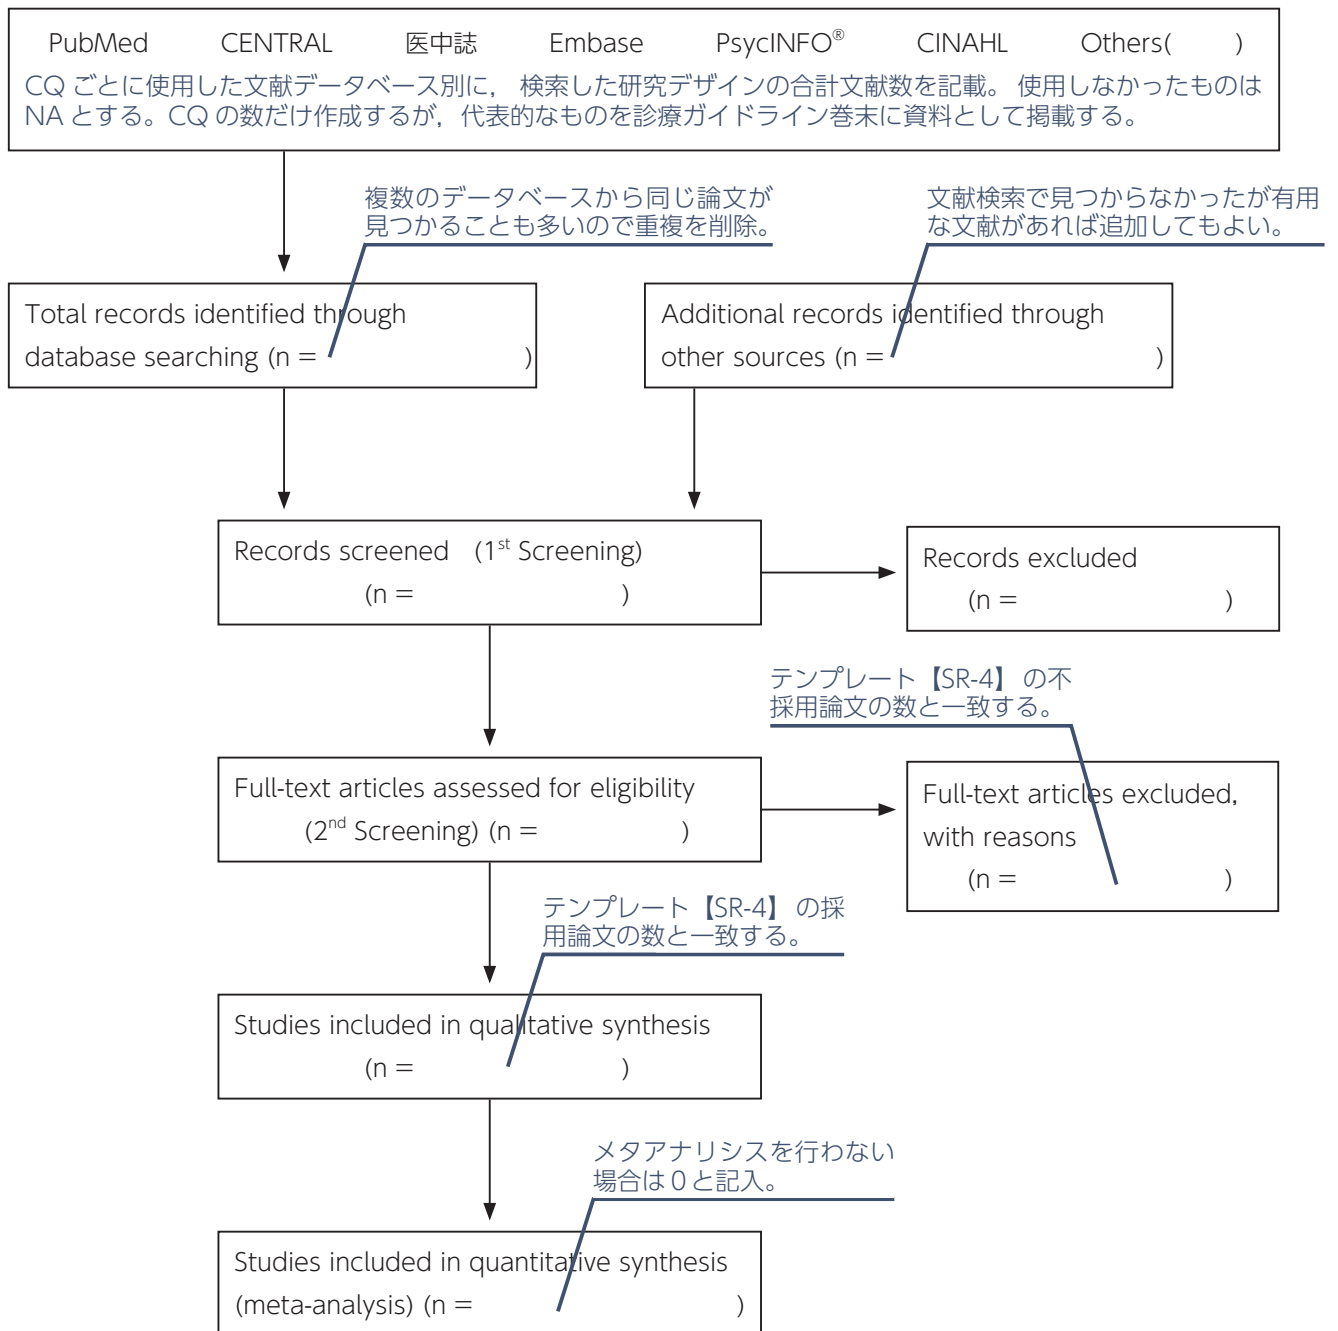 PubMed CENTRAL 医中誌 Embase PsycINFO® CINAHL Others( )
CQ ごとに使用した文献データベース別に， 検索した研究デザインの合計文献数を記載。 使用しなかったものは
NA とする。CQ の数だけ作成するが，代表的なものを診療ガイドライン巻末に資料として掲載する。
複数のデータベースから同じ論文が
見つかることも多いので重複を削除。
文献検索で見つからなかったが有用
な文献があれば追加してもよい。
Total records identified through
database searching (n = )
Additional records identified through
other sources (n = )
Records screened (1st Screening)
(n = )
Records excluded
(n = )
テンプレート【SR-4】 の不
採用論文の数と一致する。
Full-text articles assessed for eligibility
(2nd Screening) (n = )
Full-text articles excluded,
with reasons
(n = )
テンプレート【SR-4】 の採
用論文の数と一致する。
Studies included in qualitative synthesis
(n = )
メタアナリシスを行わない
場合は 0 と記入。
Studies included in quantitative synthesis
(meta-analysis) (n = )